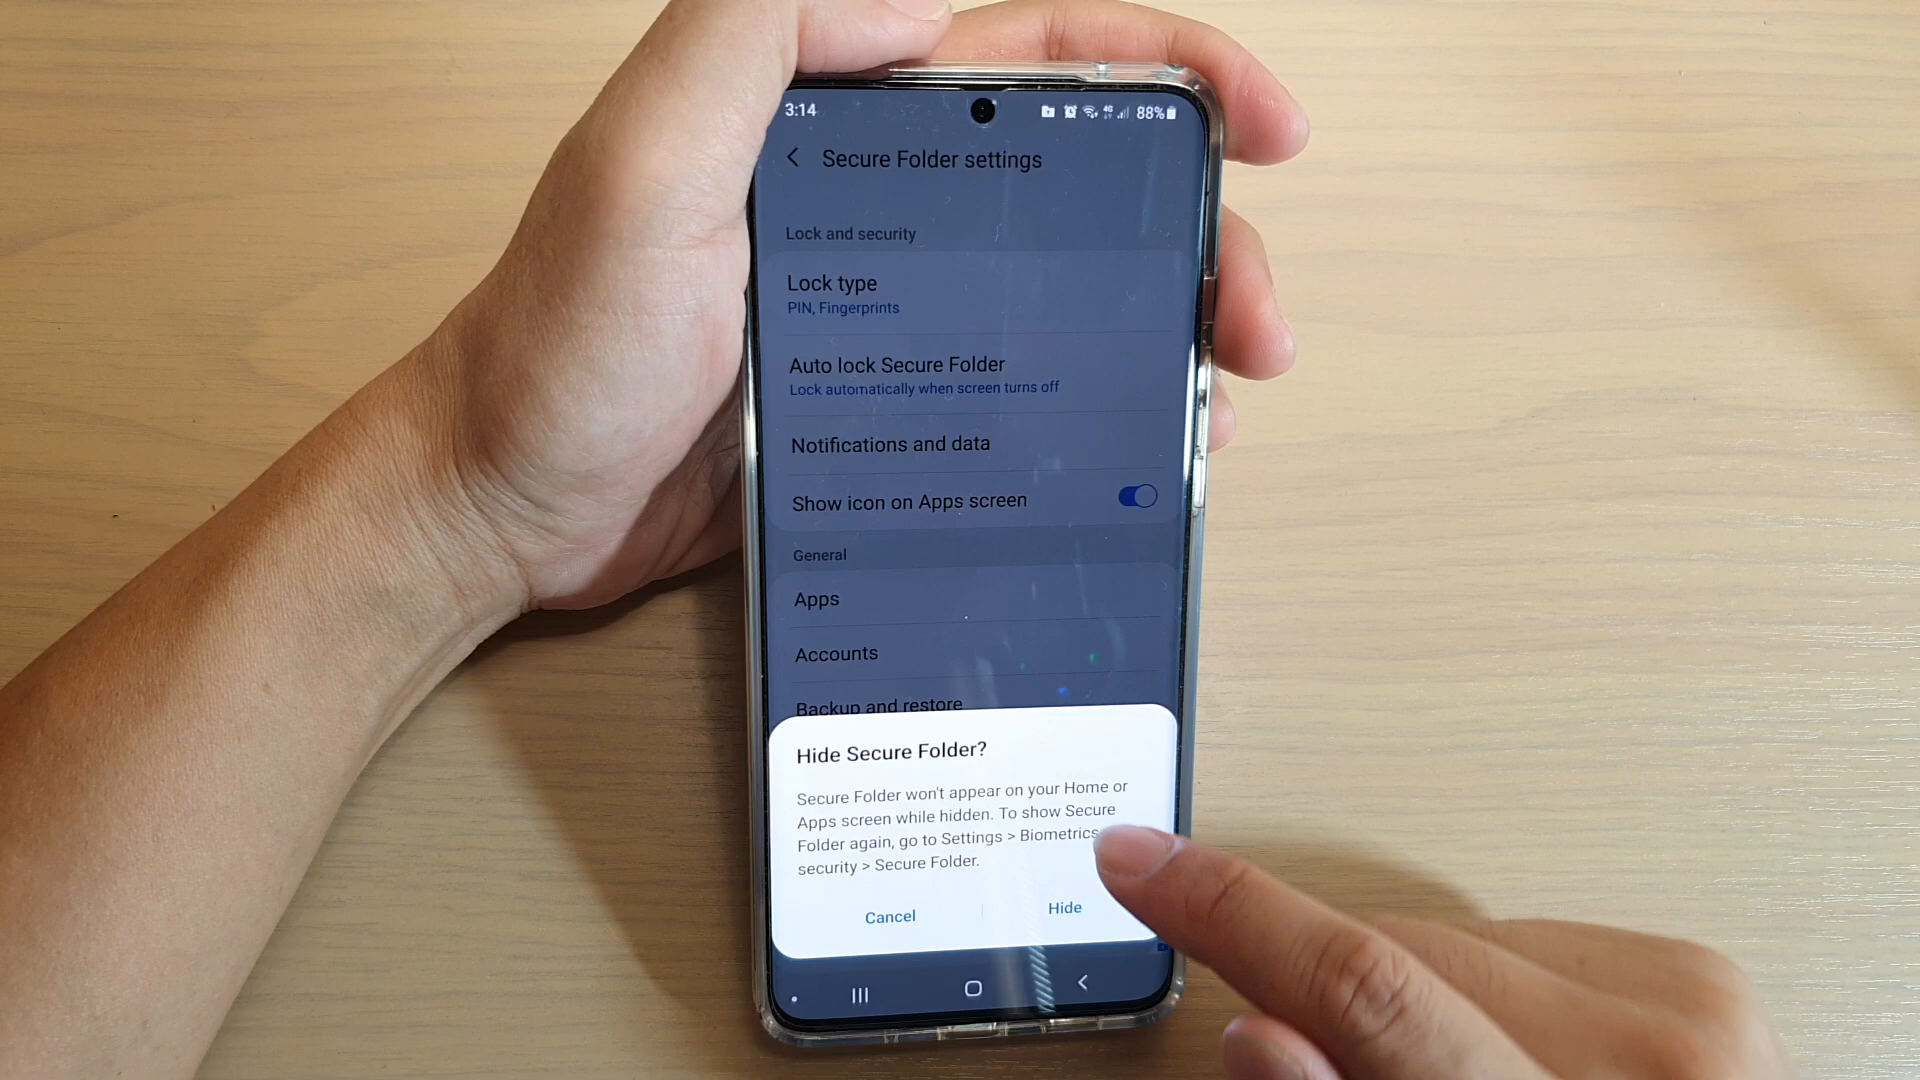 3:14
4G
88%
Secure Folder settings
Lock and security
Lock type
PIN, Fingerprints
Auto lock Secure Folder
Lock automatically when screen turns off
Notifications and data
Show icon on Apps screen
General
Apps
Accounts
Backup and restore
Hide Secure Folder?
Secure Folder won't appear on your Home or
Apps screen while hidden. To show Secure
Folder again, go to Settings > Biometrics
security > Secure Folder.
Cancel
Hide